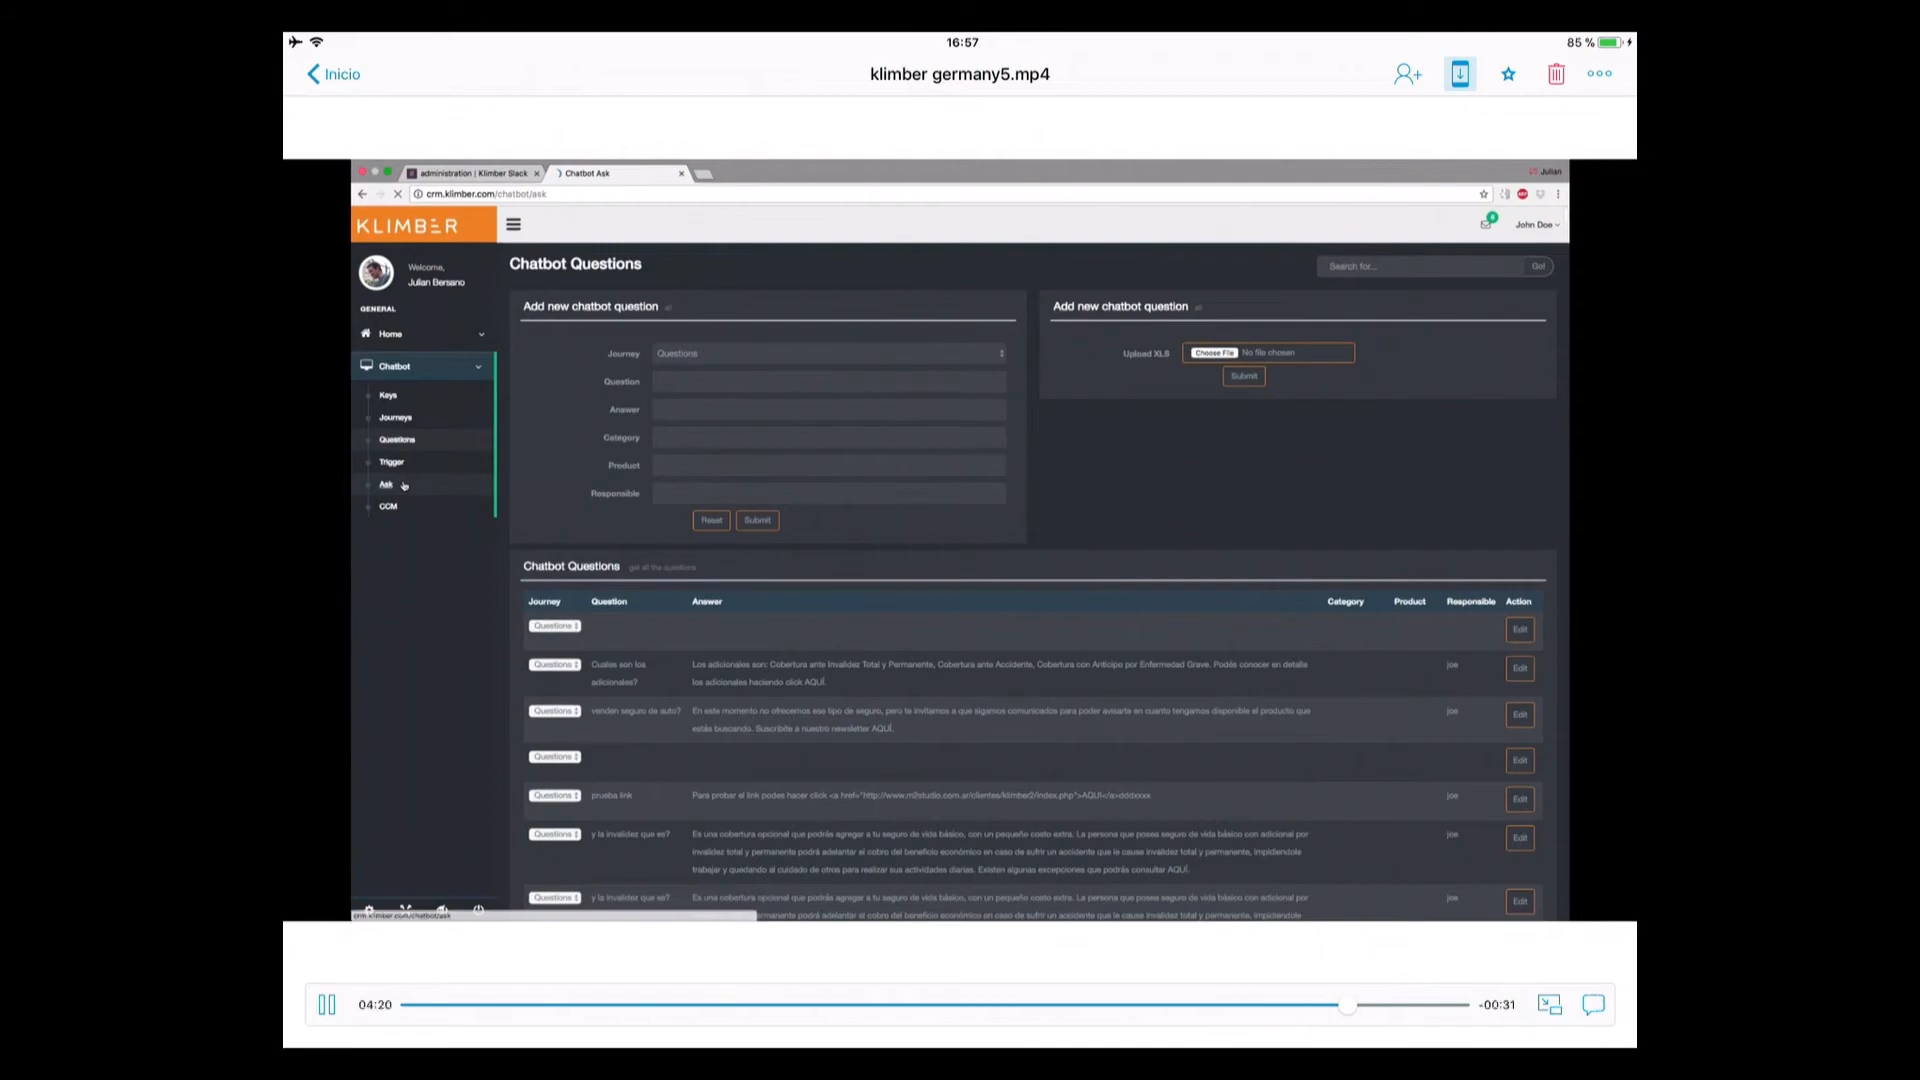 16:57
85 %
Inicio
klimber germany5.mp4
administration | Klimber Slack
Chatbot Ask
Julian
crm.klimber.com/chatbot/ask
KLIMBER
6
John Doe
Welcome,
Julian Bersano
Chatbot Questions
Search for...
Go!
GENERAL
Home
Chatbot
Keys
Journeys
Questions
Trigger
Ask
CCM
Add new chatbot question
Journey
Questions
Question
Answer
Category
Product
Responsible
Reset
Submit
Add new chatbot question
Upload XLS
Choose File
No file chosen
Submit
Chatbot Questions
get all the questions
Journey
Question
Answer
Category
Product
Responsible
Action
Questions
Edit
Questions
Cuales son los
adicionales?
Los adicionales son: Cobertura ante Invalidez Total y Permanente, Cobertura ante Accidente, Cobertura con Anticipo por Enfermedad Grave. Podés conocer en detalle
los adicionales haciendo click AQUÍ.
joe
Edit
Questions
venden seguro de auto?
En este momento no ofrecemos ese tipo de seguro, pero te invitamos a que sigamos comunicados para poder avisarte en cuanto tengamos disponible el producto que
estás buscando. Suscribite a nuestro newsletter AQUÍ.
joe
Edit
Questions
Edit
Questions
prueba link
Para probar el link podes hacer click <a href="http://www.m2studio.com.ar/clientes/klimber2/index.php">AQUI</a>dddxxxx
joe
Edit
Questions
y la invalidez que es?
Es una cobertura opcional que podrás agregar a tu seguro de vida básico, con un pequeño costo extra. La persona que posea seguro de vida básico con adicional por
invalidez total y permanente podrá adelantar el cobro del beneficio económico en caso de sufrir un accidente que le cause invalidez total y permanente, impidiendole
trabajar y quedando al cuidado de otros para realizar sus actividades diarias. Existen algunas excepciones que podrás consultar AQUÍ.
joe
Edit
Questions
y la invalidez que es?
Es una cobertura opcional que podrás agregar a tu seguro de vida básico, con un pequeño costo extra. La persona que posea seguro de vida básico con adicional por
ermanente podrá adelantar el cobro del beneficio económico en caso de sufrir un accidente que le cause invalidez total y permanente, impidiendole
joe
Edit
crm.klimber.com/chatbot/ask
04:20
-00:31